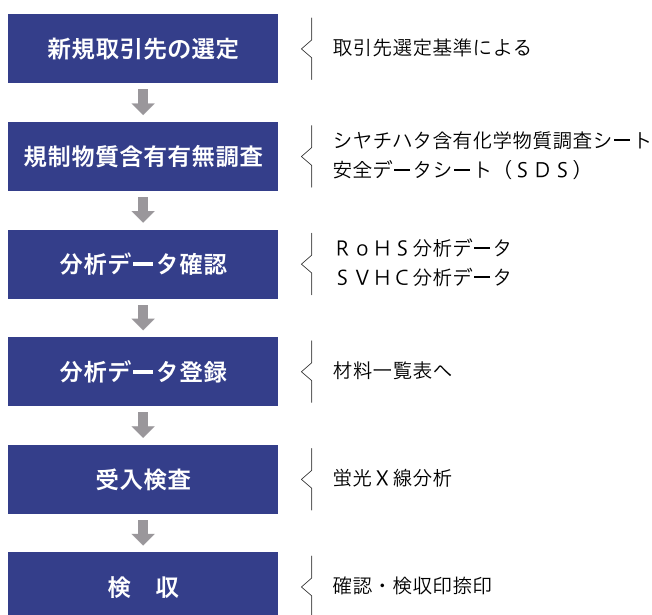 新規取引先の選定
取引先選定基準による
規制物質含有有無調査
シヤチハタ含有化学物質調査シート
安全データシート（ＳＤＳ）
分析データ確認
ＲｏＨＳ分析データ
ＳＶＨＣ分析データ
分析データ登録
材料一覧表へ
受入検査
蛍光Ｘ線分析
検　収
確認・検収印捺印